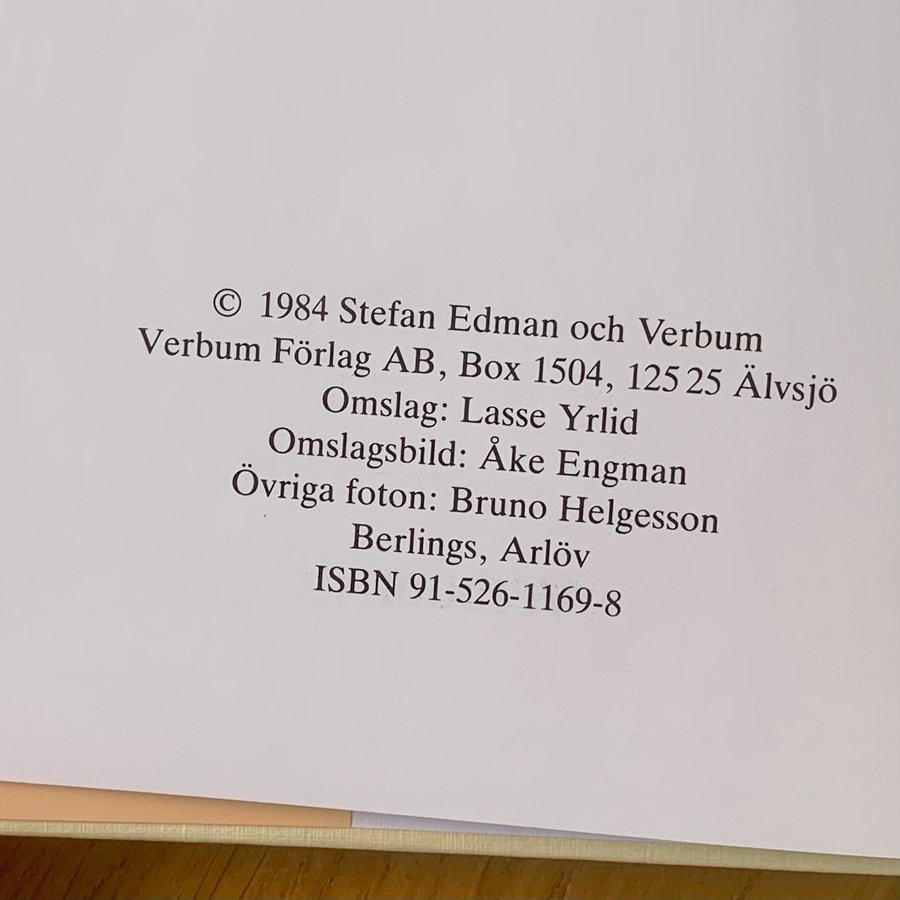 © 1984 Stefan Edman och Verbum
Verbum Förlag AB, Box 1504, 125 25 Älvsjö
Omslag: Lasse Yrlid
Omslagsbild: Åke Engman
Övriga foton: Bruno Helgesson
Berlings, Arlöv
ISBN 91-526-1169-8